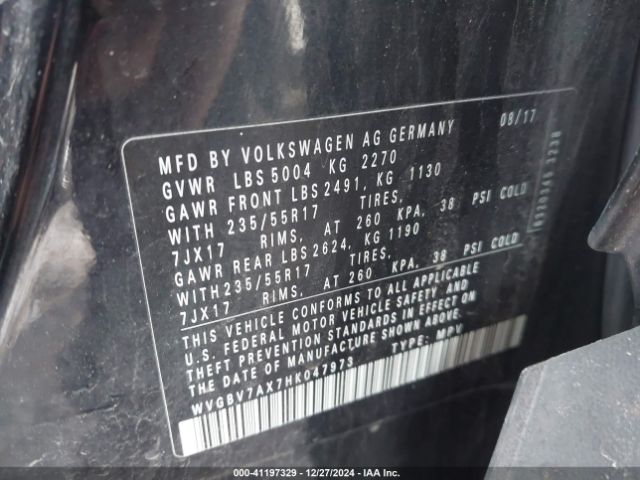 MFD BY VOLKSWAGEN AG GERMANY 08/17
GVWR LBS 5004 KG 2270
GAWR FRONT LBS 2491, KG 1130
WITH 235/55R17 TIRES,
7JX17 RIMS, AT 260 KPA, 38 PSI COLD
GAWR REAR LBS 2624, KG 1190
WITH 235/55R17 TIRES,
7JX17 RIMS, AT 260 KPA, 38 PSI COLD
THIS VEHICLE CONFORMS TO ALL APPLICABLE
U.S. FEDERAL MOTOR VEHICLE SAFETY AND
THEFT PREVENTION STANDARDS IN EFFECT ON
THE DATE OF MANUFACTURE SHOWN ABOVE.
WVGBV7AX7HK047973 TYPE: MPV
000-41197329 - 12/27/2024 - IAA Inc.